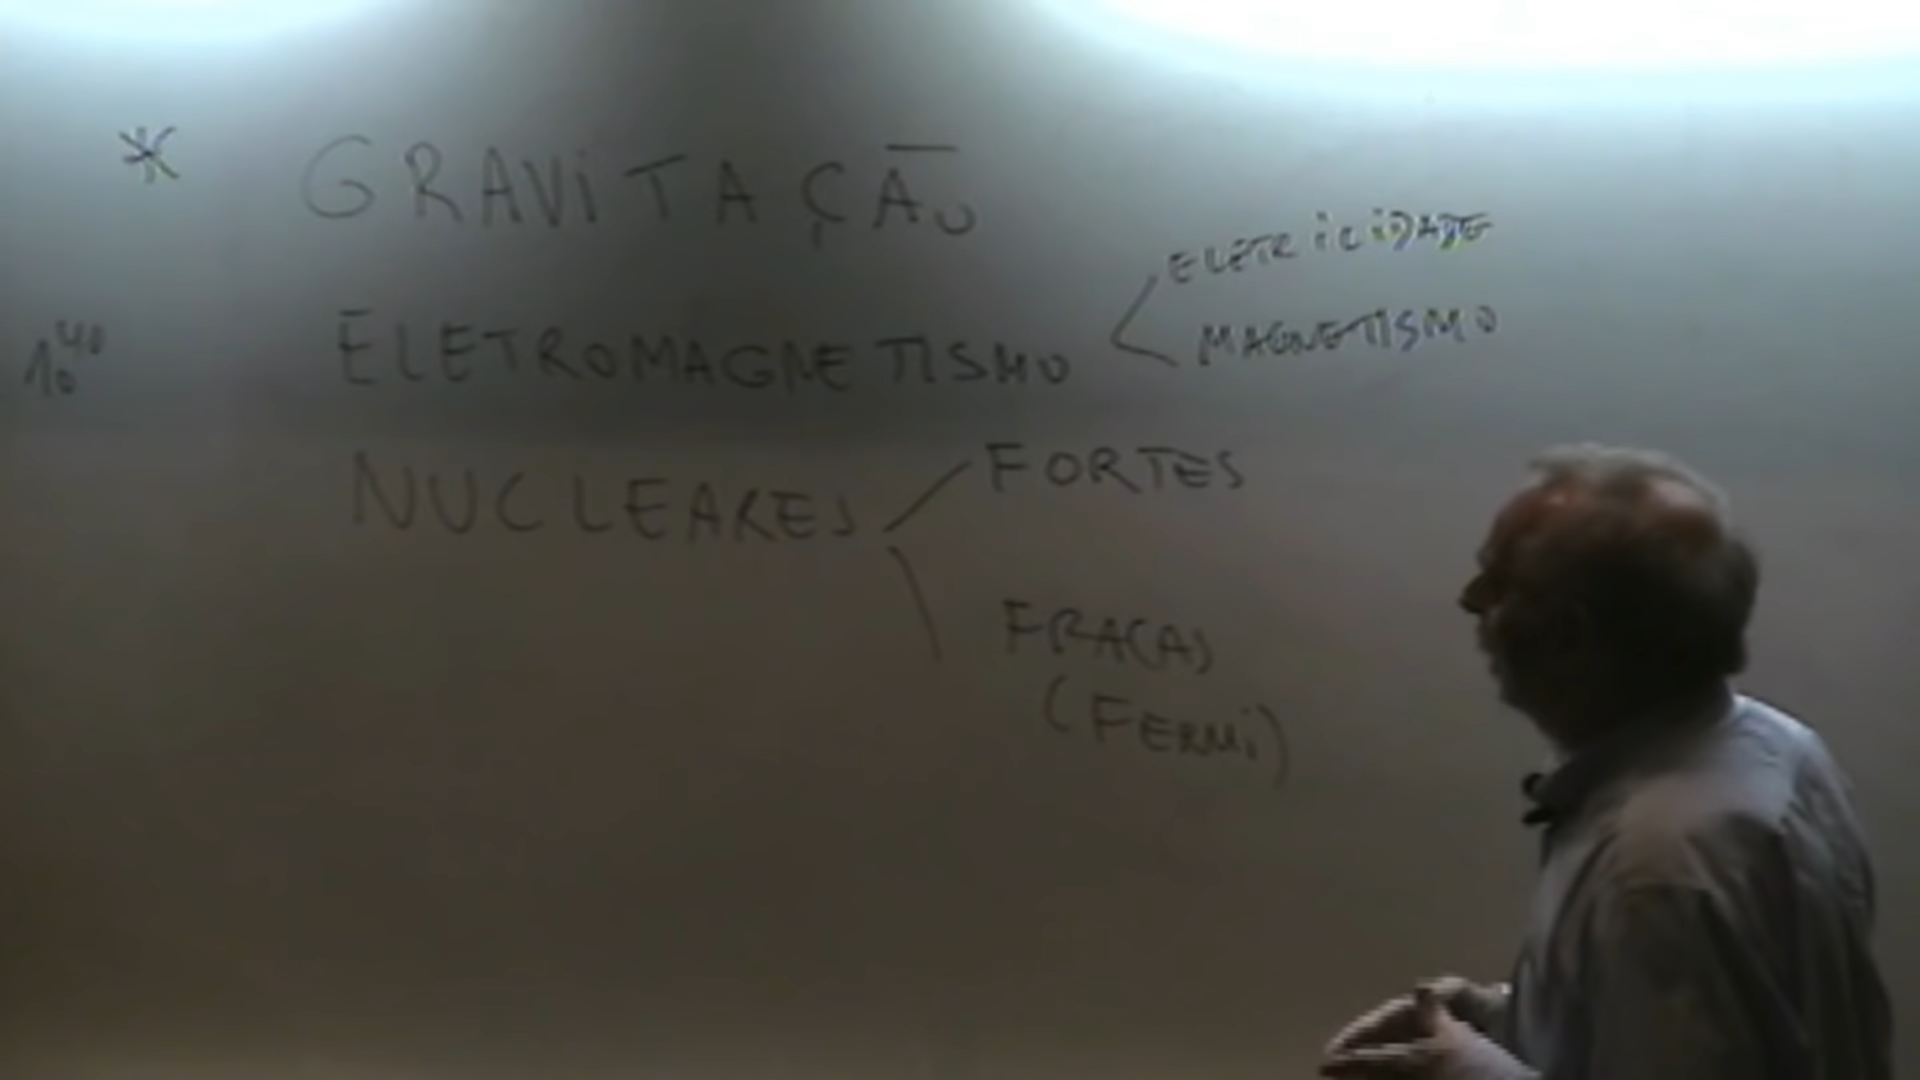 * GRAVITAÇÃO
ELETRICIDADE
10^40 ELETROMAGNETISMO
MAGNETISMO
NUCLEARES
FORTES
FRACAS
(FERMI)